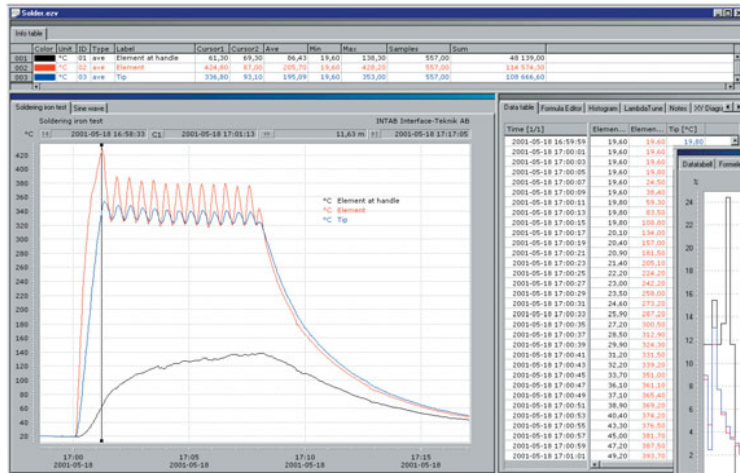 Solder.ezv
Info table
Color Unit ID Type Label Cursor1 Cursor2 Ave Min Max Samples Sum
001 °C 01 ave Element at handle 61,30 69,30 86,43 19,60 138,30 557,00 48 139,00
002 °C 02 ave Element 424,80 87,00 205,70 19,60 428,20 557,00 114 574,30
003 °C 03 ave Tip 336,80 93,10 195,09 19,60 353,00 557,00 108 666,60
Soldering iron test Sine wave
Soldering iron test INTAB Interface-Teknik AB
°C 2001-05-18 16:58:33 C1 2001-05-18 17:01:13 11,63 m 2001-05-18 17:17:05
420
400
380
360
340
320
300
280
260
240
220
200
180
160
140
120
100
80
60
40
20
°C Element at handle
°C Element
°C Tip
17:00 17:05 17:10 17:15
2001-05-18 2001-05-18 2001-05-18 2001-05-18
Data table Formula Editor Histogram LambdaTune Notes XY Diagra
Time [1/1] Elemen... Elemen... Tip [°C]
2001-05-18 16:59:59 19,60 19,60 19,80
2001-05-18 17:00:01 19,60 19,60
2001-05-18 17:00:03 19,60 19,60
2001-05-18 17:00:05 19,60 19,80
2001-05-18 17:00:07 19,60 24,50
2001-05-18 17:00:09 19,60 38,40
2001-05-18 17:00:11 19,80 59,30
2001-05-18 17:00:13 19,80 83,50
2001-05-18 17:00:15 19,80 108,80
2001-05-18 17:00:17 20,10 134,00
2001-05-18 17:00:19 20,40 157,00
2001-05-18 17:00:21 20,90 181,50
2001-05-18 17:00:23 21,40 205,10
2001-05-18 17:00:25 22,20 224,20
2001-05-18 17:00:27 23,00 242,20
2001-05-18 17:00:29 23,50 258,00
2001-05-18 17:00:31 24,60 273,20
2001-05-18 17:00:33 25,90 287,20
2001-05-18 17:00:35 27,20 300,50
2001-05-18 17:00:37 28,50 312,90
2001-05-18 17:00:39 29,90 324,30
2001-05-18 17:00:41 31,20 331,50
2001-05-18 17:00:43 32,20 339,20
2001-05-18 17:00:45 33,70 351,00
2001-05-18 17:00:47 36,10 361,10
2001-05-18 17:00:49 37,10 365,40
2001-05-18 17:00:51 38,90 369,20
2001-05-18 17:00:53 40,40 374,20
2001-05-18 17:00:55 43,30 376,50
2001-05-18 17:00:57 45,00 381,70
2001-05-18 17:00:59 47,20 387,50
2001-05-18 17:01:01 49,20 393,70
Datatabell Formele
%
24
22
20
18
16
14
12
10
8
6
4
2